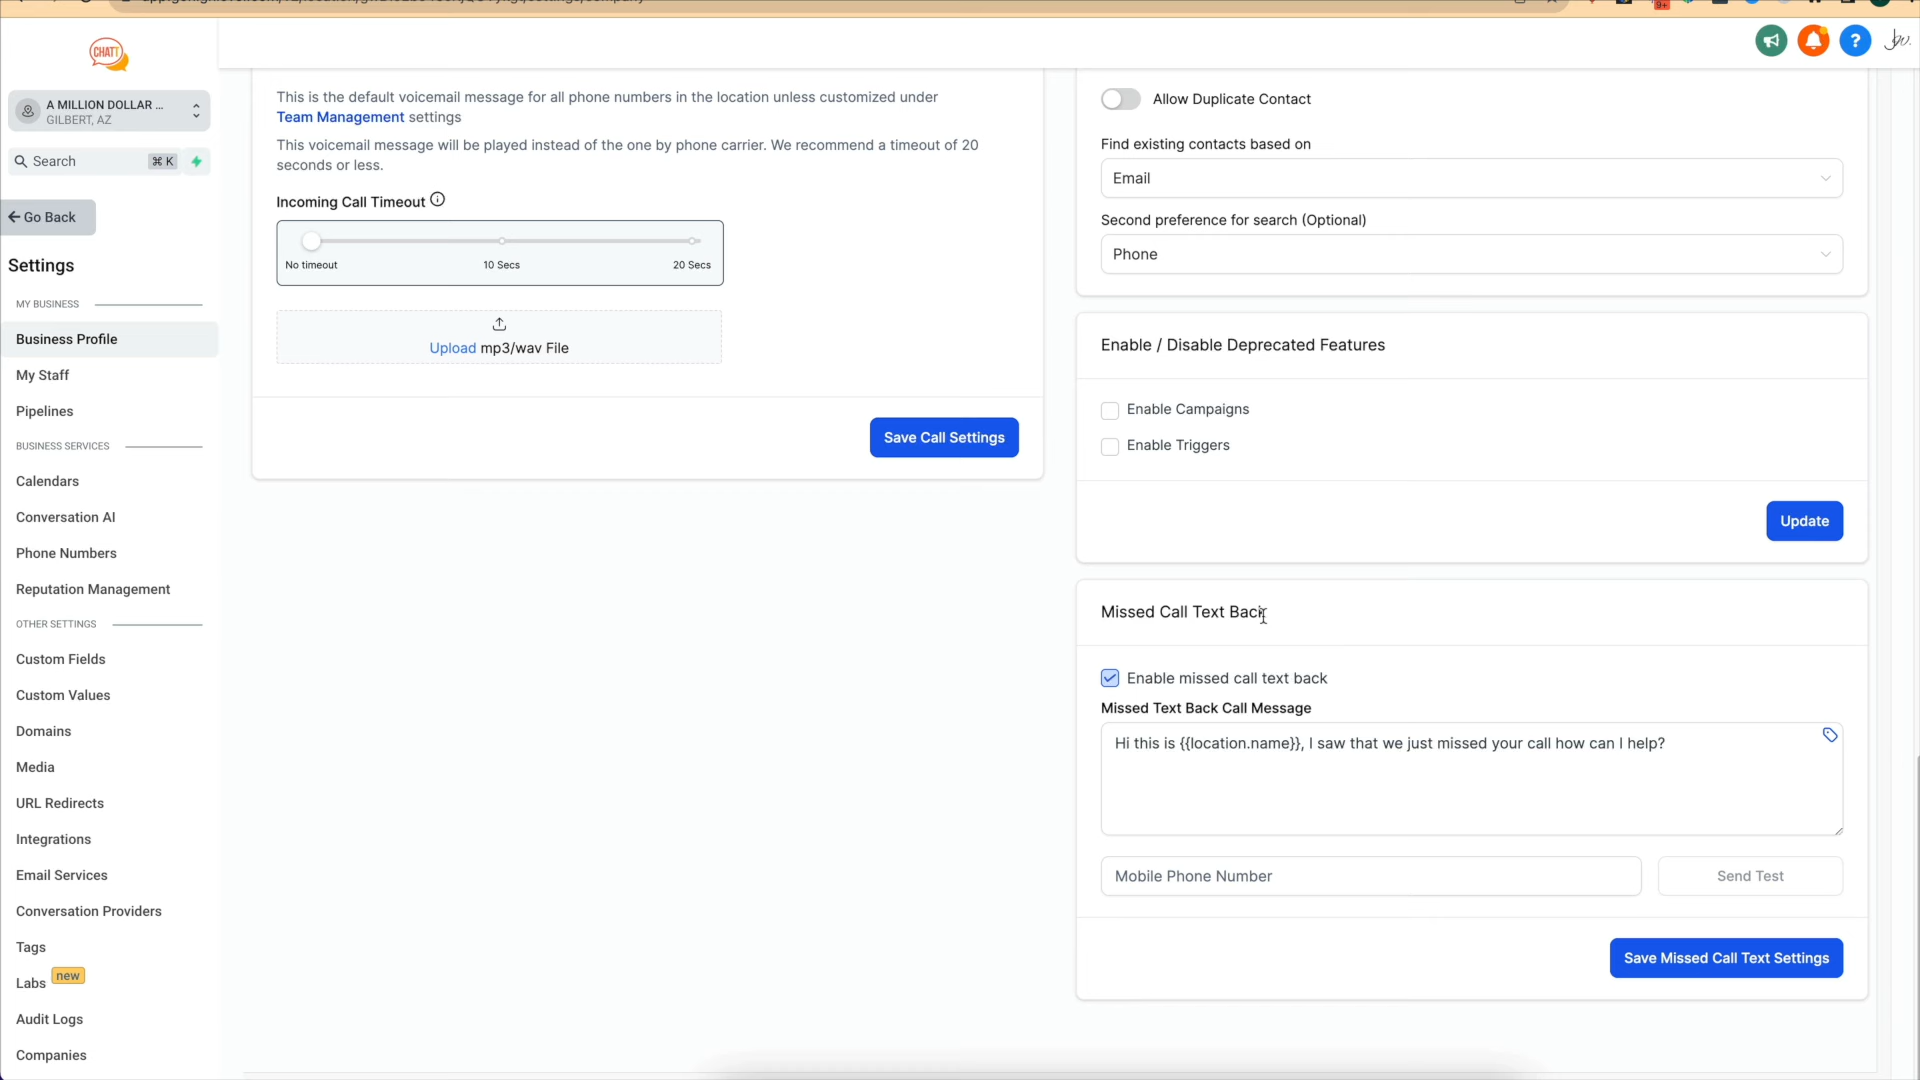 CHATT
A MILLION DOLLAR ...
GILBERT, AZ
Search
⌘ K
Go Back
Settings
MY BUSINESS
Business Profile
My Staff
Pipelines
BUSINESS SERVICES
Calendars
Conversation AI
Phone Numbers
Reputation Management
OTHER SETTINGS
Custom Fields
Custom Values
Domains
Media
URL Redirects
Integrations
Email Services
Conversation Providers
Tags
Labs new
Audit Logs
Companies
This is the default voicemail message for all phone numbers in the location unless customized under
Team Management settings
This voicemail message will be played instead of the one by phone carrier. We recommend a timeout of 20
seconds or less.
Incoming Call Timeout
No timeout
10 Secs
20 Secs
Upload mp3/wav File
Save Call Settings
9+
?
Allow Duplicate Contact
Find existing contacts based on
Email
Second preference for search (Optional)
Phone
Enable / Disable Deprecated Features
Enable Campaigns
Enable Triggers
Update
Missed Call Text Back
Enable missed call text back
Missed Text Back Call Message
Hi this is {{location.name}}, I saw that we just missed your call how can I help?
Mobile Phone Number
Send Test
Save Missed Call Text Settings